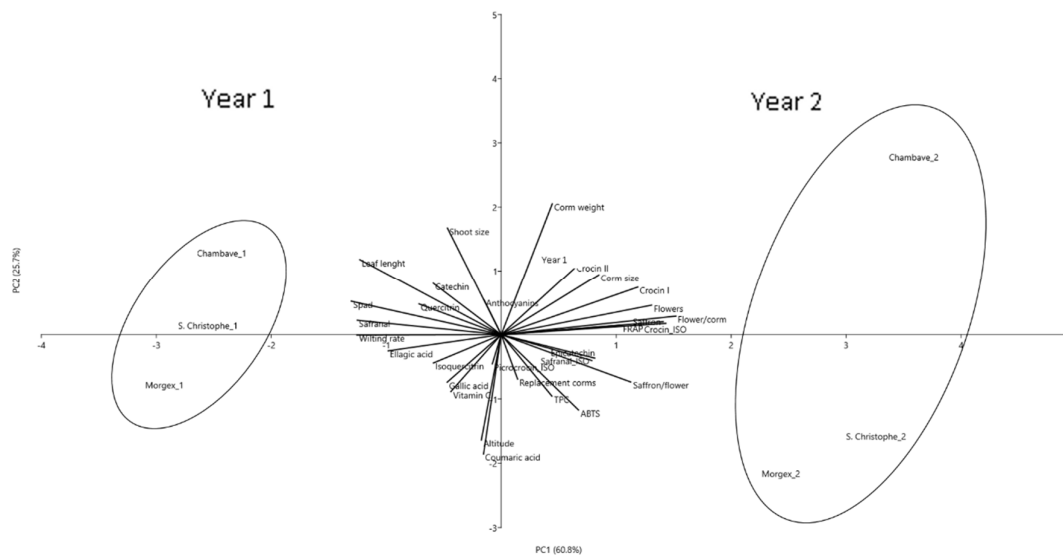 5
4
Year 1
Year 2
3
Chambave_2
PC2 (25.7%)
2
Corm weight
Shoot size
Chambave_1
Year 1
Leaf lenght
Crocin II
1
Corm size
Catechin
Crocin I
Anthocyanins
Spad
Quercitrin
Flowers
S. Christophe_1
Safranal
Saffron
Flower/corm
FRAP
Crocin_ISO
Wilting rate
-4
-3
-2
-1
1
2
3
4
Ellagic acid
Epicatechin
Safranal_ISO
Isoquercitrin
Picrocrocin_ISO
Morgex_1
Gallic acid
Replacement corms
Saffron/flower
Vitamin C
-1
TPC
ABTS
S. Christophe_2
Altitude
Coumaric acid
-2
Morgex_2
-3
PC1 (60.8%)